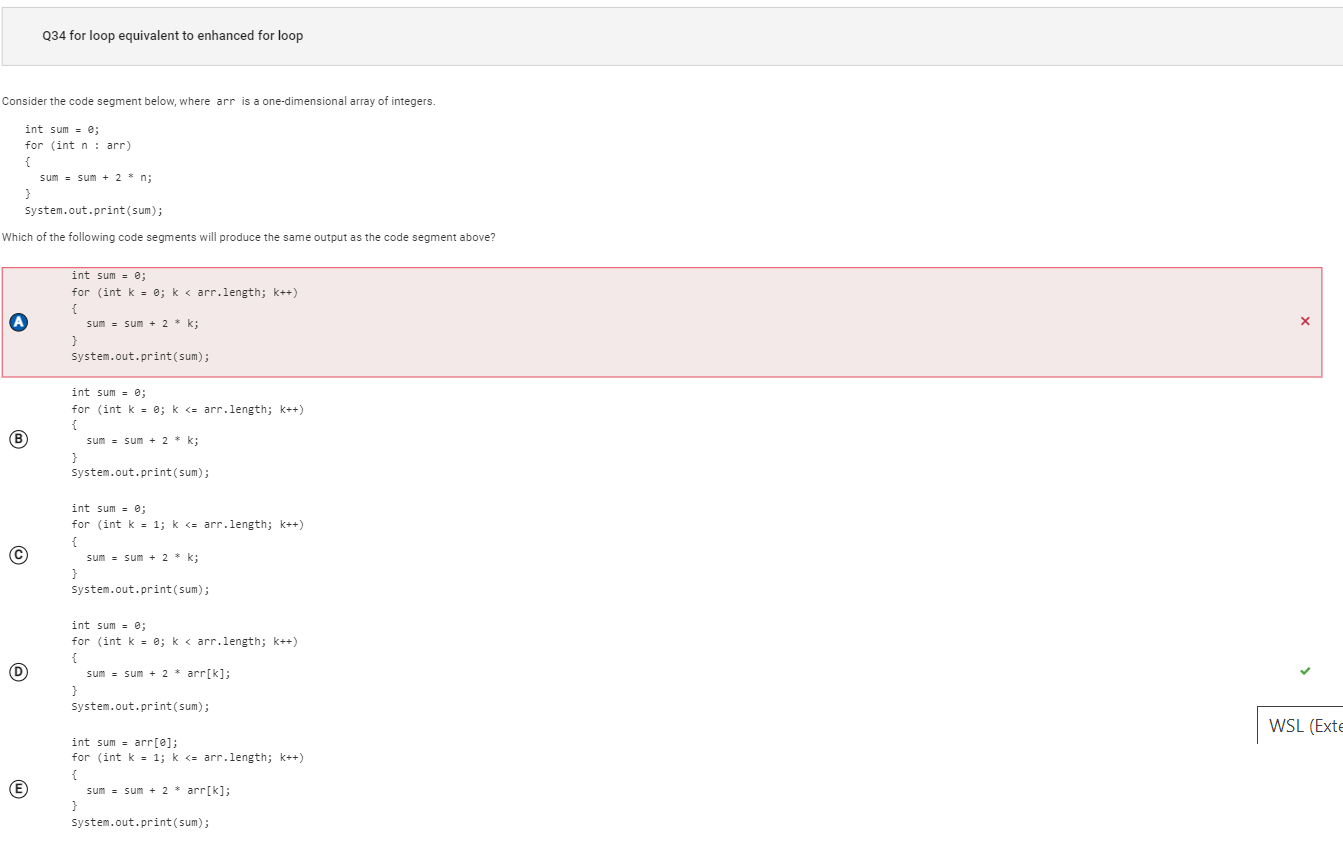 Q34 for loop equivalent to enhanced for loop
Consider the code segment below, where arr is a one-dimensional array of integers.
int sum = 0;
for (int n : arr)
{
sum = sum + 2 * n;
}
System.out.print(sum);
Which of the following code segments will produce the same output as the code segment above?
A
int sum = 0;
for (int k = 0; k < arr.length; k++)
{
sum = sum + 2 * k;
}
System.out.print(sum);
B
int sum = 0;
for (int k = 0; k <= arr.length; k++)
{
sum = sum + 2 * k;
}
System.out.print(sum);
C
int sum = 0;
for (int k = 1; k <= arr.length; k++)
{
sum = sum + 2 * k;
}
System.out.print(sum);
D
int sum = 0;
for (int k = 0; k < arr.length; k++)
{
sum = sum + 2 * arr[k];
}
System.out.print(sum);
WSL (Exte
E
int sum = arr[0];
for (int k = 1; k <= arr.length; k++)
{
sum = sum + 2 * arr[k];
}
System.out.print(sum);